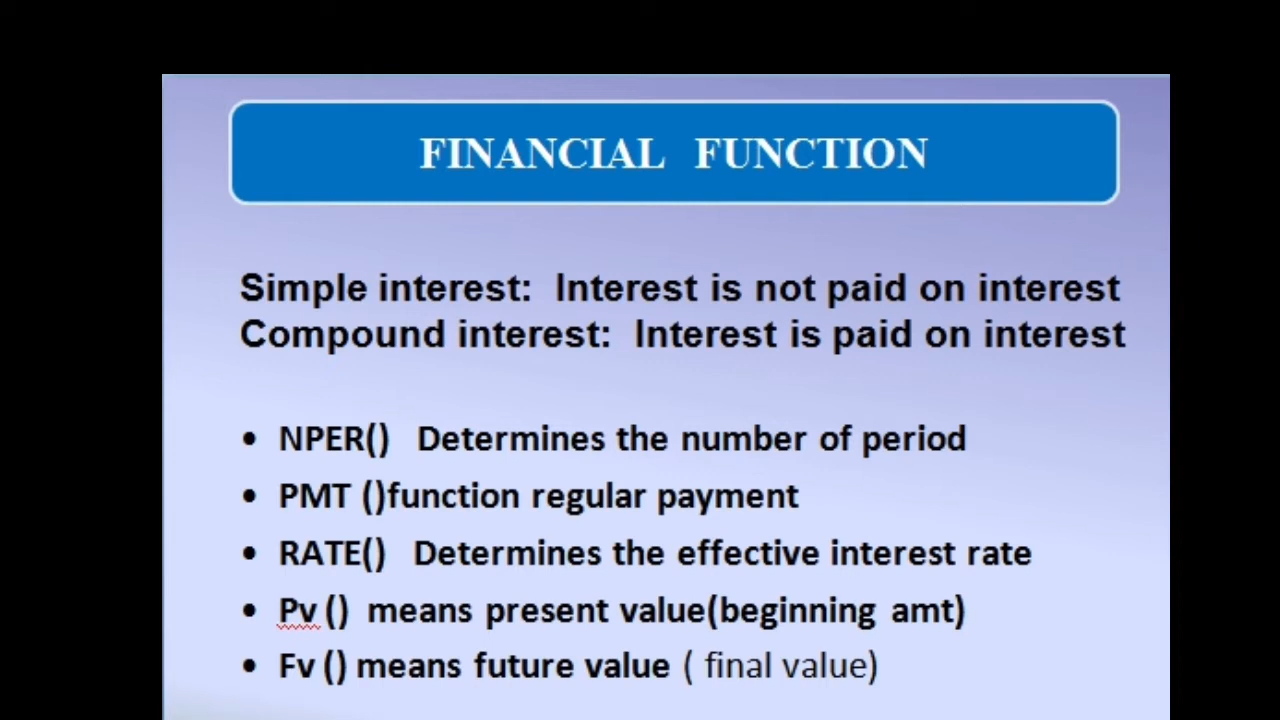 FINANCIAL FUNCTION
Simple interest: Interest is not paid on interest
Compound interest: Interest is paid on interest
• NPER() Determines the number of period
• PMT ()function regular payment
• RATE() Determines the effective interest rate
• Pv () means present value(beginning amt)
• Fv () means future value ( final value)